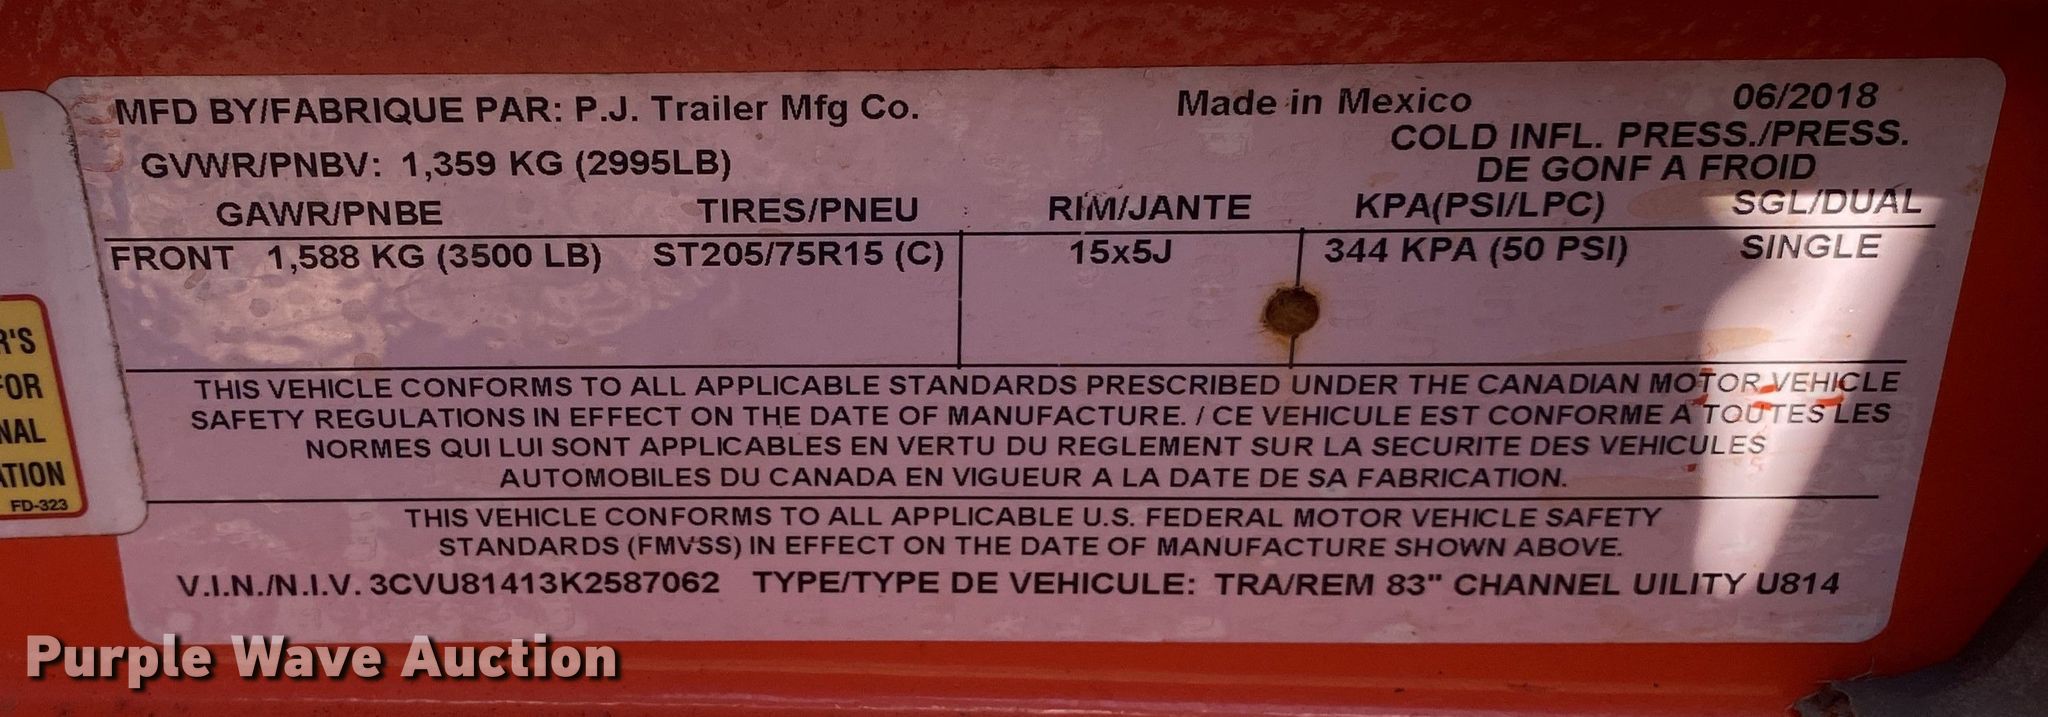 MFD BY/FABRIQUE PAR: P.J. Trailer Mfg Co. Made in Mexico 06/2018
COLD INFL. PRESS./PRESS.
GVWR/PNBV: 1,359 KG (2995LB) DE GONF A FROID
GAWR/PNBE TIRES/PNEU RIM/JANTE KPA(PSI/LPC) SGL/DUAL
FRONT 1,588 KG (3500 LB) ST205/75R15 (C) 15x5J 344 KPA (50 PSI) SINGLE
THIS VEHICLE CONFORMS TO ALL APPLICABLE STANDARDS PRESCRIBED UNDER THE CANADIAN MOTOR VEHICLE
SAFETY REGULATIONS IN EFFECT ON THE DATE OF MANUFACTURE. / CE VEHICULE EST CONFORME A TOUTES LES
NORMES QUI LUI SONT APPLICABLES EN VERTU DU REGLEMENT SUR LA SECURITE DES VEHICULES
AUTOMOBILES DU CANADA EN VIGUEUR A LA DATE DE SA FABRICATION.
THIS VEHICLE CONFORMS TO ALL APPLICABLE U.S. FEDERAL MOTOR VEHICLE SAFETY
STANDARDS (FMVSS) IN EFFECT ON THE DATE OF MANUFACTURE SHOWN ABOVE.
V.I.N./N.I.V. 3CVU81413K2587062 TYPE/TYPE DE VEHICULE: TRA/REM 83" CHANNEL UILITY U814
R'S
FOR
NAL
ATION
FD-323
Purple Wave Auction